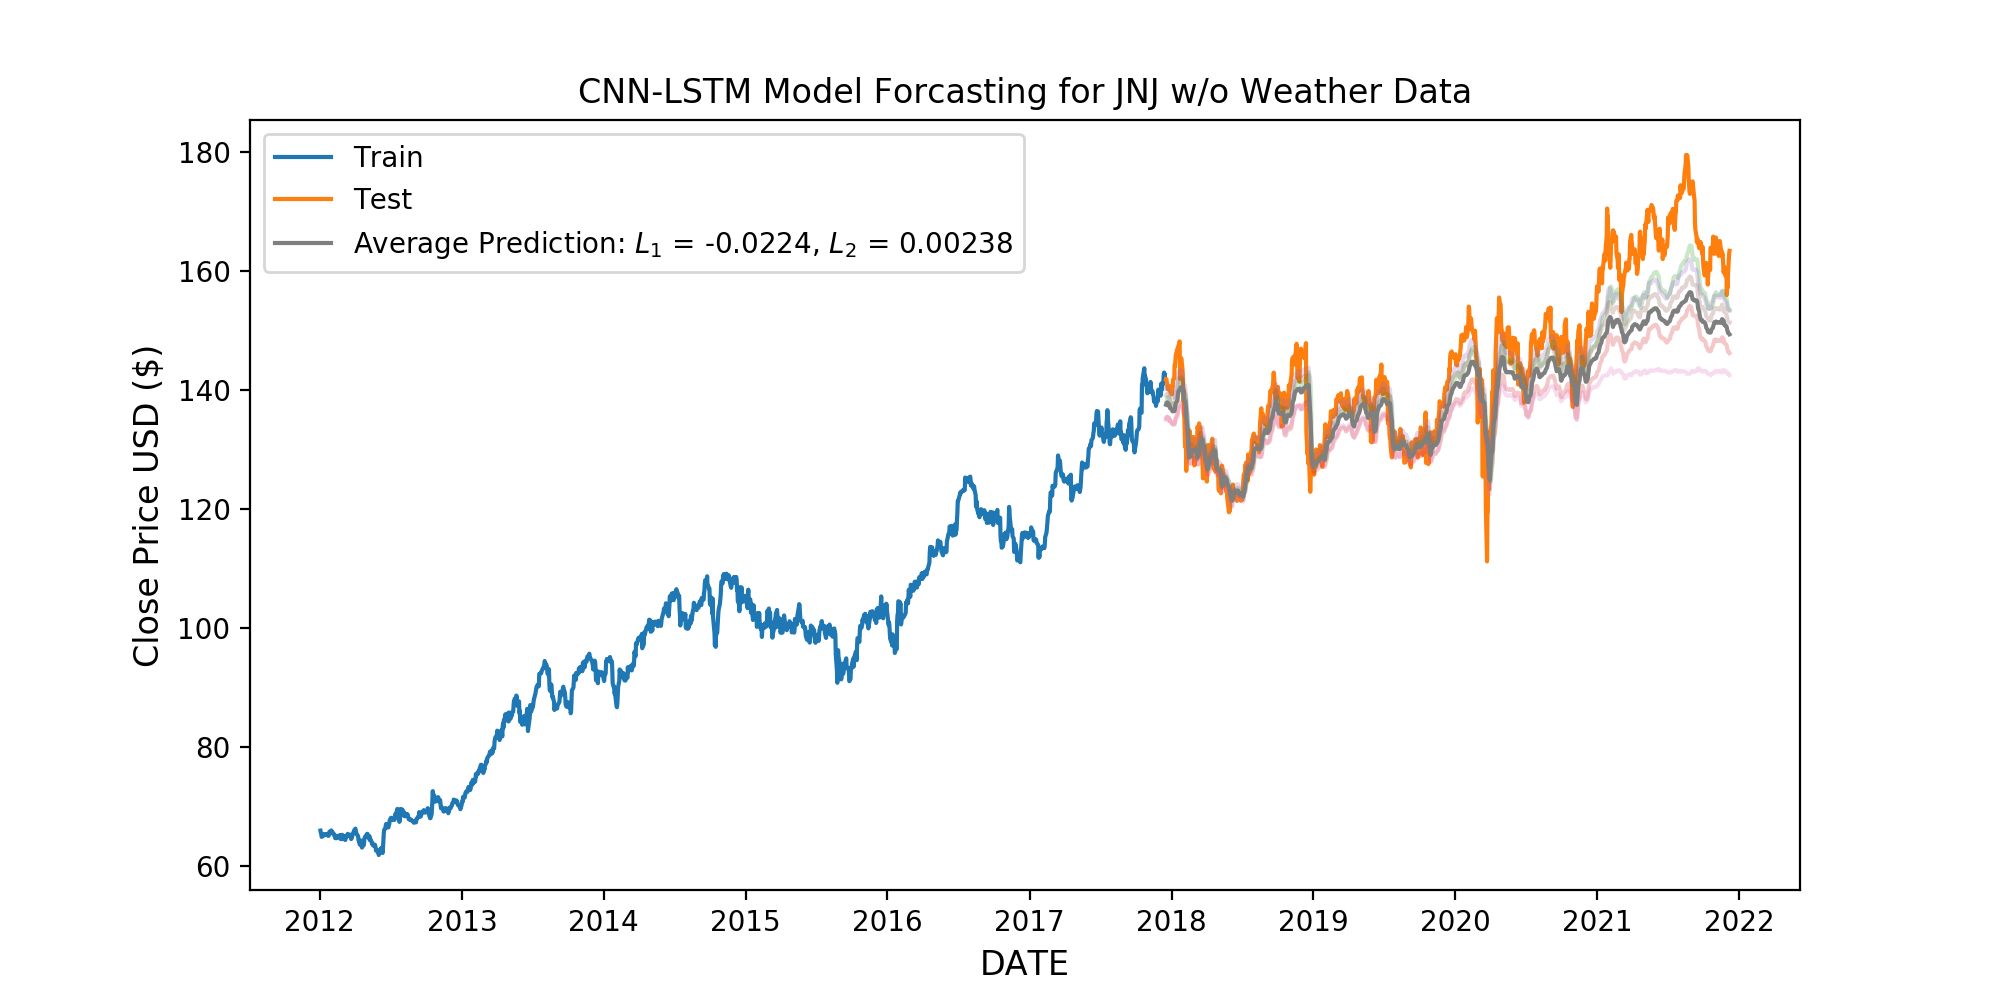 CNN-LSTM Model Forcasting for JNJ w/o Weather Data
Train
Test
Average Prediction: L₁ = -0.0224, L₂ = 0.00238
Close Price USD ($)
180
160
140
120
100
80
60
2012 2013 2014 2015 2016 2017 2018 2019 2020 2021 2022
DATE